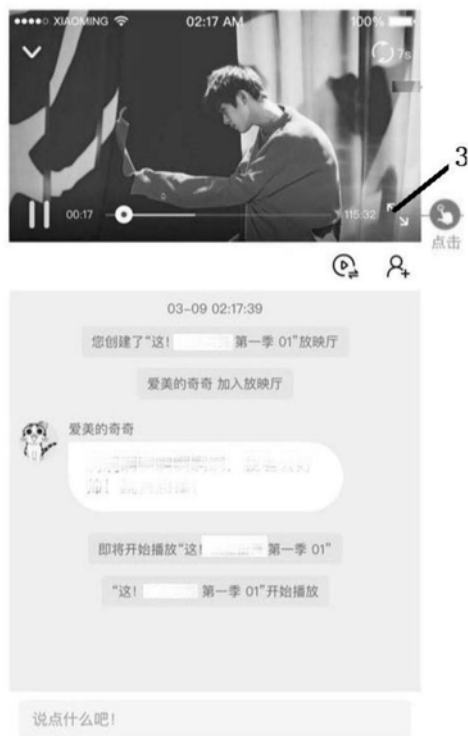 XIAOMING 02:17 AM 100%
7s
3
00:17 115:32
点击
03-09 02:17:39
您创建了“这! 第一季 01”放映厅
爱美的奇奇 加入放映厅
爱美的奇奇
即将开始播放“这! 第一季 01”
“这! 第一季 01”开始播放
说点什么吧!